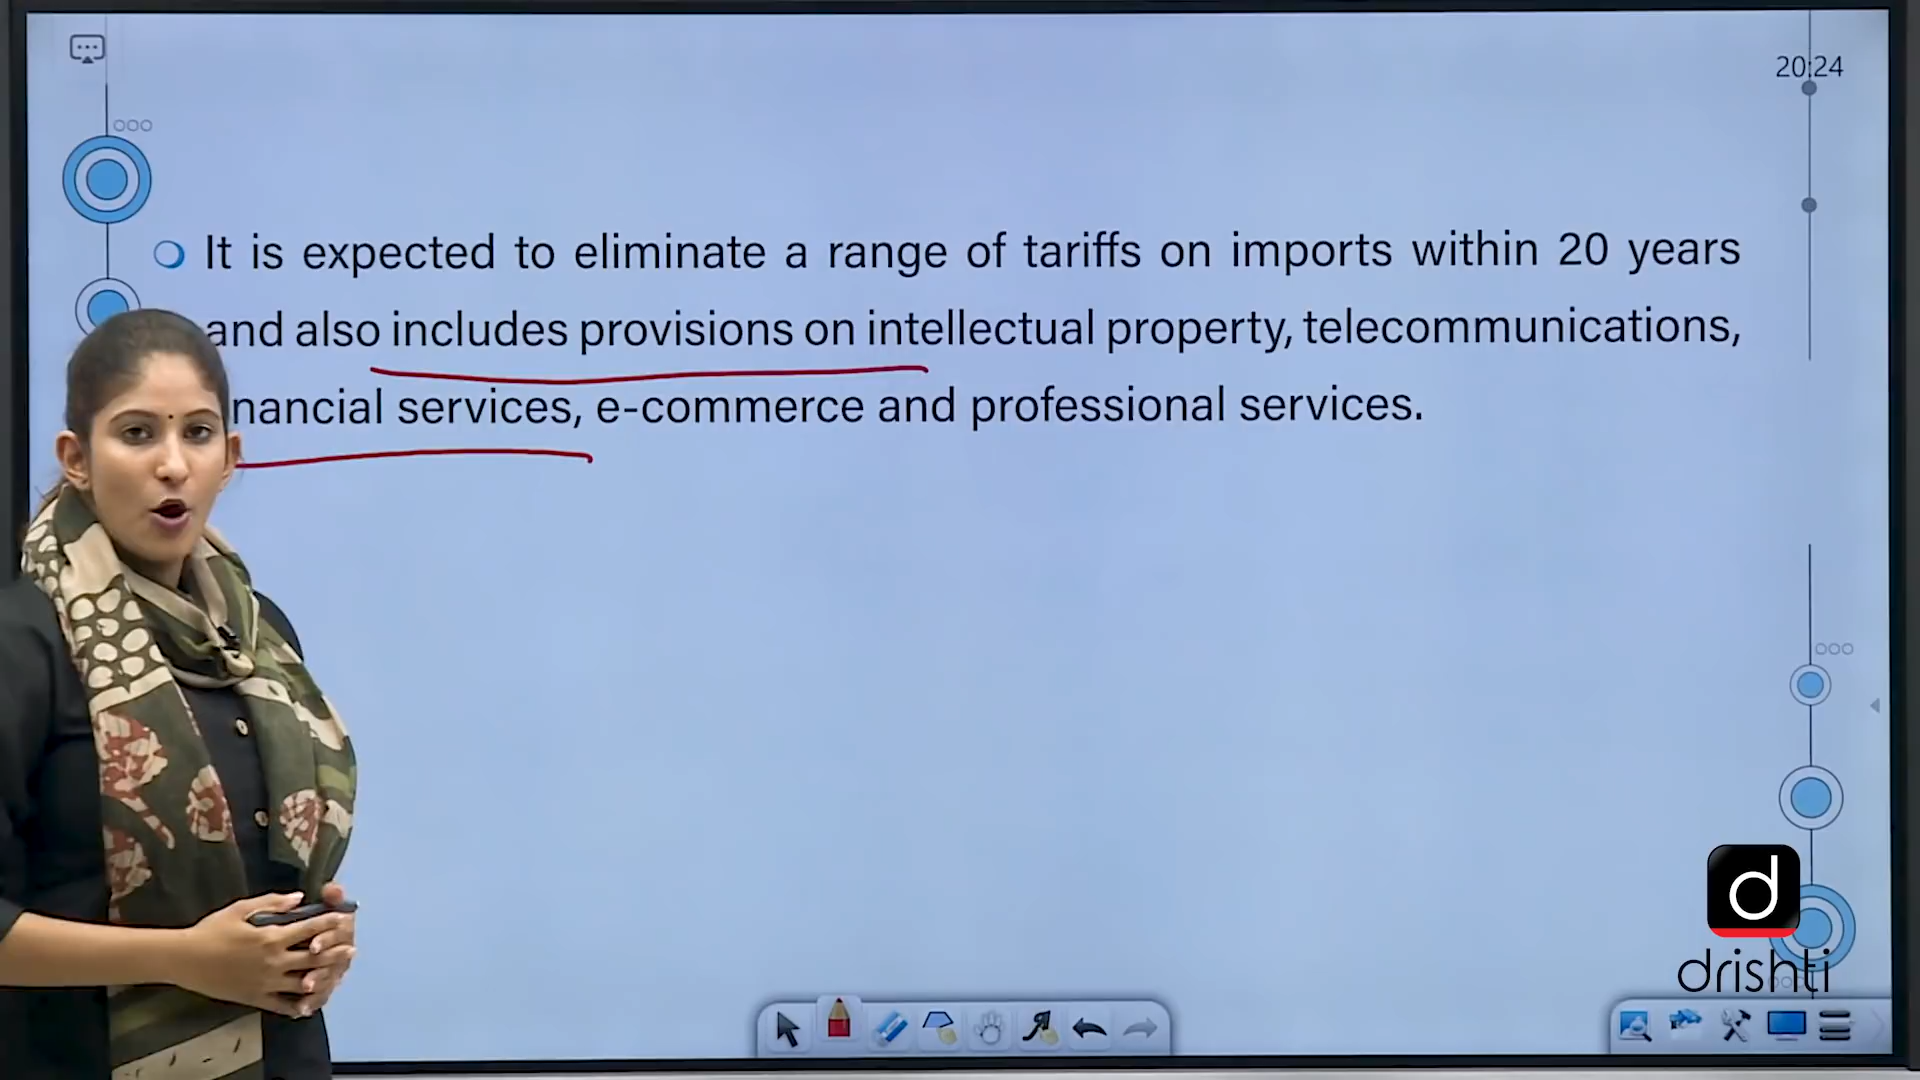 20:24
It is expected to eliminate a range of tariffs on imports within 20 years
and also includes provisions on intellectual property, telecommunications,
nancial services, e-commerce and professional services.
d
drishti